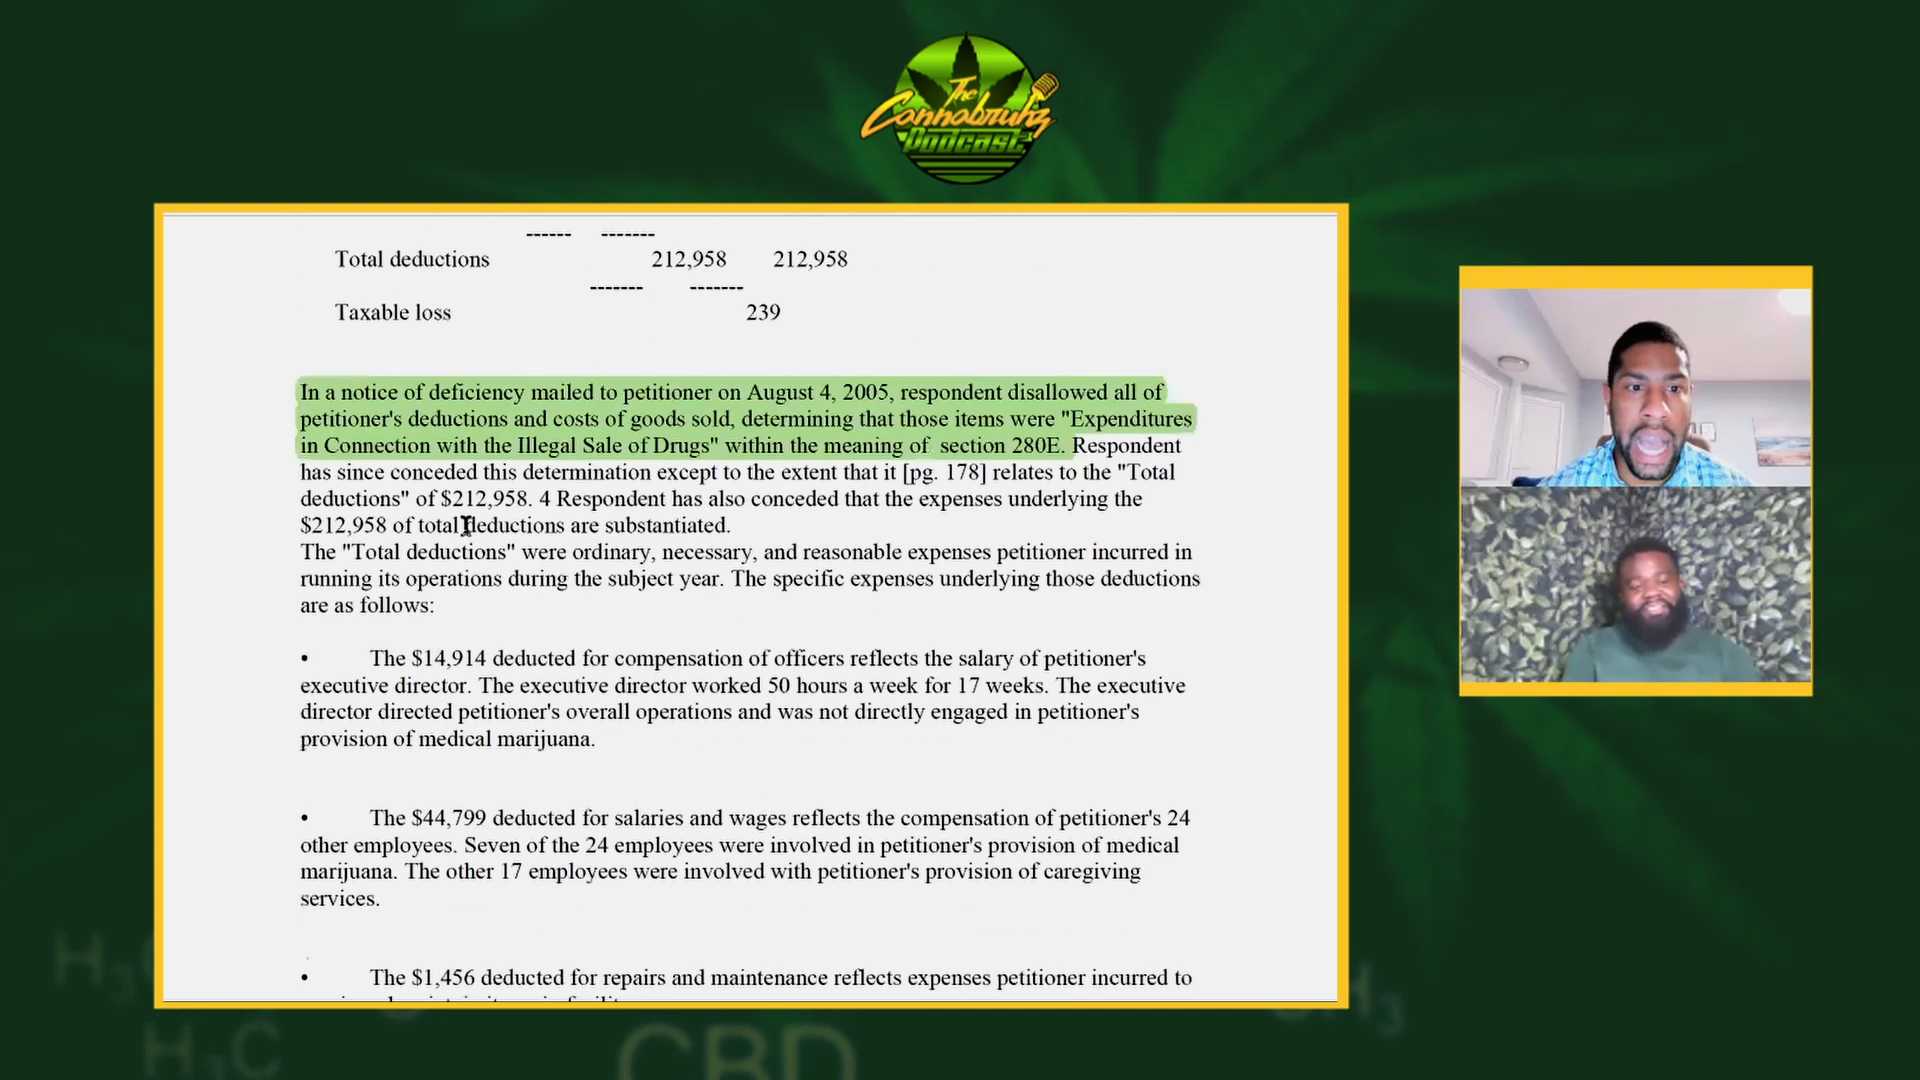 The
Cannabruhz
Podcast
------ -------
Total deductions 212,958 212,958
------- -------
Taxable loss 239
In a notice of deficiency mailed to petitioner on August 4, 2005, respondent disallowed all of
petitioner's deductions and costs of goods sold, determining that those items were "Expenditures
in Connection with the Illegal Sale of Drugs" within the meaning of section 280E. Respondent
has since conceded this determination except to the extent that it [pg. 178] relates to the "Total
deductions" of $212,958. 4 Respondent has also conceded that the expenses underlying the
$212,958 of total deductions are substantiated.
The "Total deductions" were ordinary, necessary, and reasonable expenses petitioner incurred in
running its operations during the subject year. The specific expenses underlying those deductions
are as follows:
• The $14,914 deducted for compensation of officers reflects the salary of petitioner's
executive director. The executive director worked 50 hours a week for 17 weeks. The executive
director directed petitioner's overall operations and was not directly engaged in petitioner's
provision of medical marijuana.
• The $44,799 deducted for salaries and wages reflects the compensation of petitioner's 24
other employees. Seven of the 24 employees were involved in petitioner's provision of medical
marijuana. The other 17 employees were involved with petitioner's provision of caregiving
services.
• The $1,456 deducted for repairs and maintenance reflects expenses petitioner incurred to
H₃C
H₃C
CBD